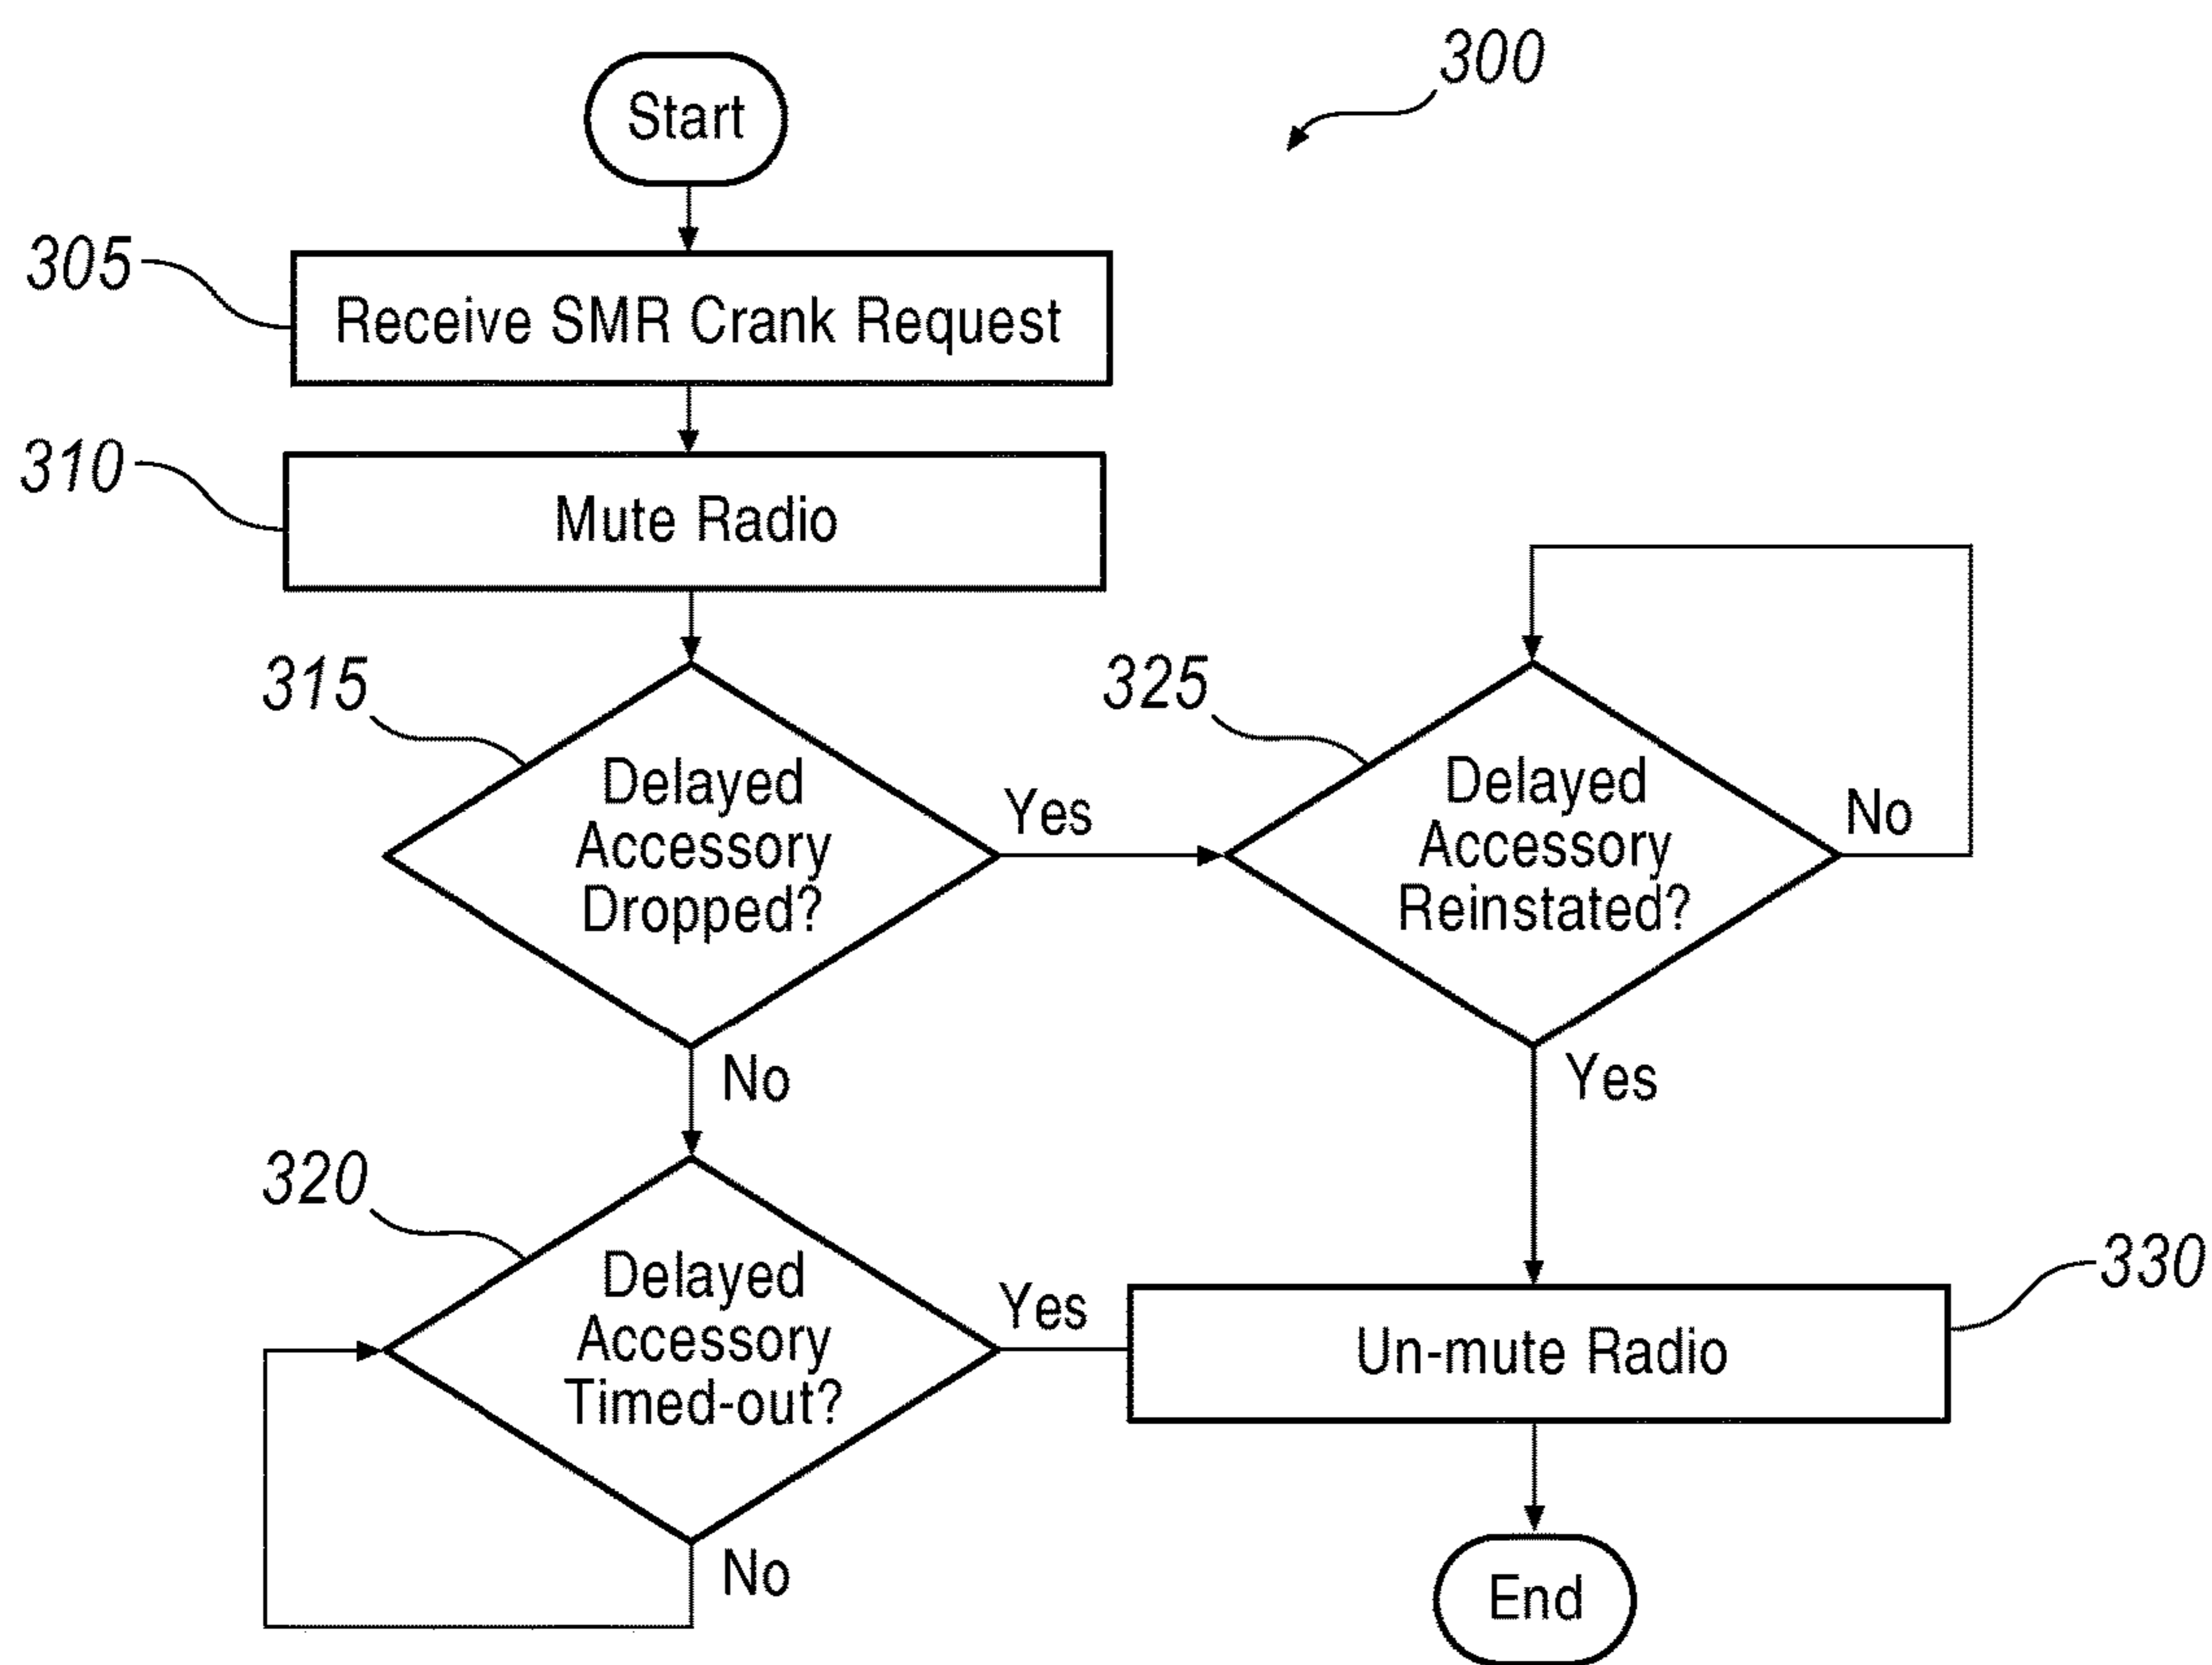 300
Start
305
Receive SMR Crank Request
310
Mute Radio
315
Delayed
Accessory
Dropped?
Yes
325
Delayed
Accessory
Reinstated?
No
No
Yes
320
Delayed
Accessory
Timed-out?
Yes
330
Un-mute Radio
No
End